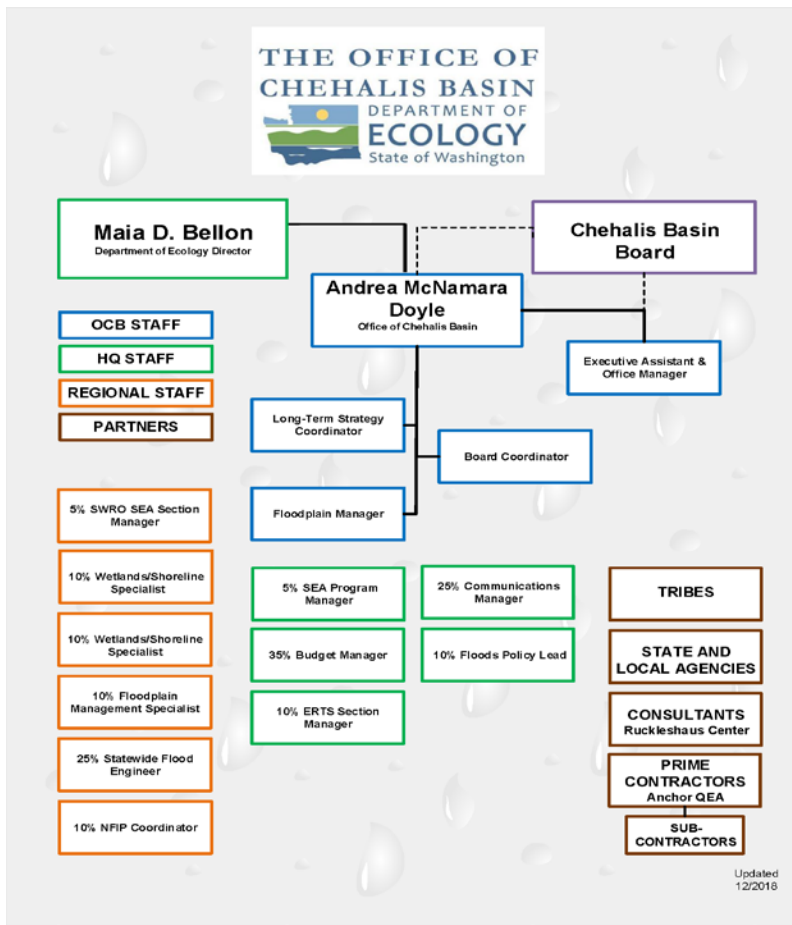 THE OFFICE OF
CHEHALIS BASIN
DEPARTMENT OF
ECOLOGY
State of Washington
Maia D. Bellon
Department of Ecology Director
Chehalis Basin
Board
Andrea McNamara
Doyle
Office of Chehalis Basin
OCB STAFF
HQ STAFF
REGIONAL STAFF
PARTNERS
Executive Assistant &
Office Manager
Long-Term Strategy
Coordinator
Board Coordinator
Floodplain Manager
5% SWRO SEA Section
Manager
10% Wetlands/Shoreline
Specialist
10% Wetlands/Shoreline
Specialist
10% Floodplain
Management Specialist
25% Statewide Flood
Engineer
10% NFIP Coordinator
5% SEA Program
Manager
25% Communications
Manager
35% Budget Manager
10% Floods Policy Lead
10% ERTS Section
Manager
TRIBES
STATE AND
LOCAL AGENCIES
CONSULTANTS
Ruckleshaus Center
PRIME
CONTRACTORS
Anchor QEA
SUB-
CONTRACTORS
Updated
12/2018